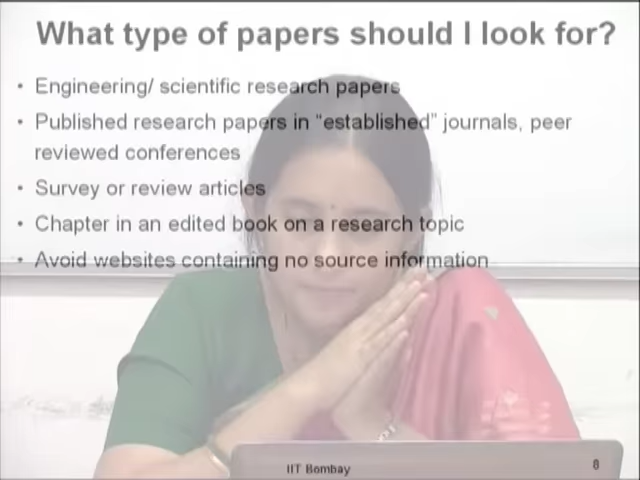 What type of papers should I look for?
• Engineering/ scientific research papers
• Published research papers in “established” journals, peer
reviewed conferences
• Survey or review articles
• Chapter in an edited book on a research topic
• Avoid websites containing no source information
IIT Bombay
8